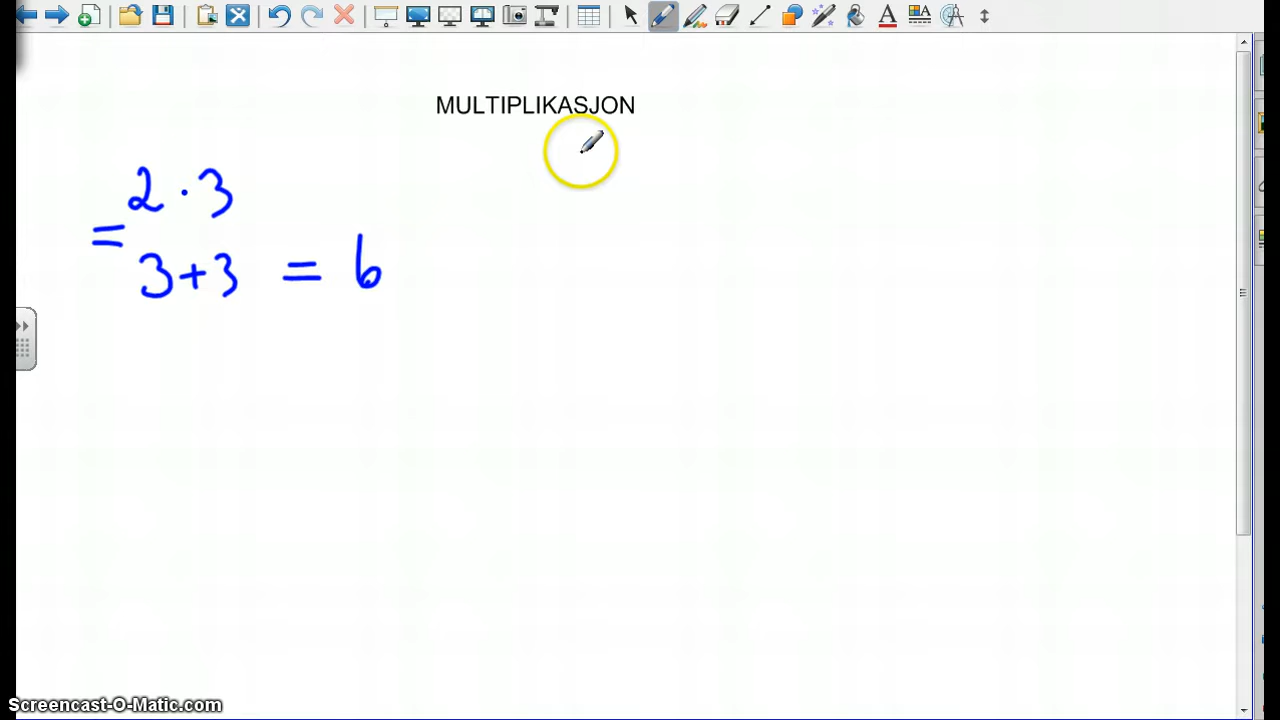 MULTIPLIKASJON
2 · 3
= 3+3 = 6
Screencast-O-Matic.com